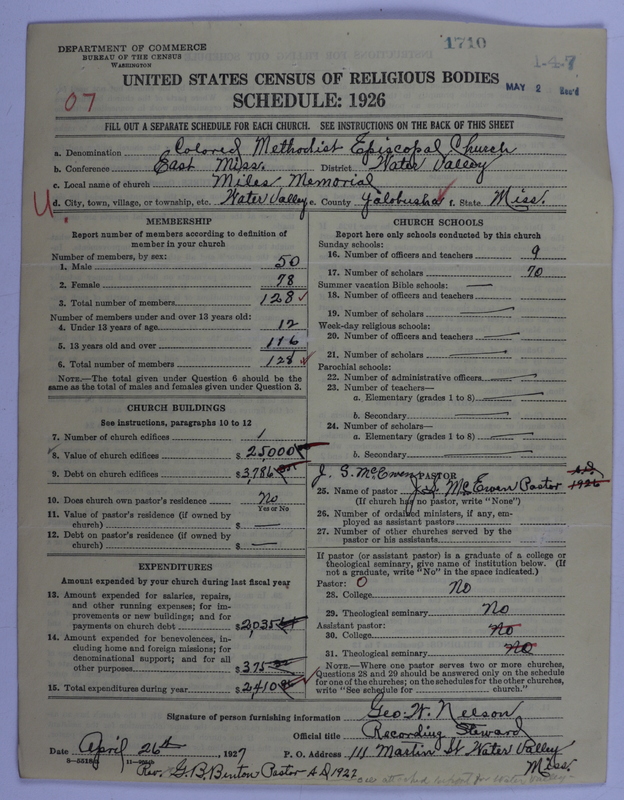 1710
1-4-7
DEPARTMENT OF COMMERCE
BUREAU OF THE CENSUS
WASHINGTON
MAY 2 Rec'd
UNITED STATES CENSUS OF RELIGIOUS BODIES
07
SCHEDULE: 1926
FILL OUT A SEPARATE SCHEDULE FOR EACH CHURCH. SEE INSTRUCTIONS ON THE BACK OF THIS SHEET
a. Denomination Colored Methodist Episcopal Church
b. Conference East Miss. District Water Valley
c. Local name of church Miles Memorial
U. d. City, town, village, or township, etc. Water Valley e. County Yalobusha f. State Miss.
MEMBERSHIP
Report number of members according to definition of
member in your church
Number of members, by sex:
1. Male 50
2. Female 78
3. Total number of members 128
Number of members under and over 13 years old:
4. Under 13 years of age 12
5. 13 years old and over 116
6. Total number of members 128
NOTE.—The total given under Question 6 should be the
same as the total of males and females given under Question 3.
CHURCH BUILDINGS
See instructions, paragraphs 10 to 12
7. Number of church edifices 1
8. Value of church edifices $25,000
9. Debt on church edifices $3,786
10. Does church own pastor's residence No
Yes or No
11. Value of pastor's residence (if owned by
church) $ —
12. Debt on pastor's residence (if owned by
church) $ —
EXPENDITURES
Amount expended by your church during last fiscal year
13. Amount expended for salaries, repairs,
and other running expenses; for im-
provements or new buildings; and for
payments on church debt $2,035
14. Amount expended for benevolences, in-
cluding home and foreign missions; for
denominational support; and for all
other purposes $375
15. Total expenditures during year $2,410
CHURCH SCHOOLS
Report here only schools conducted by this church
Sunday schools:
16. Number of officers and teachers 9
17. Number of scholars 70
Summer vacation Bible schools: —
18. Number of officers and teachers
19. Number of scholars —
Week-day religious schools:
20. Number of officers and teachers —
21. Number of scholars —
Parochial schools:
22. Number of administrative officers —
23. Number of teachers—
a. Elementary (grades 1 to 8) —
b. Secondary —
24. Number of scholars—
a. Elementary (grades 1 to 8) —
b. Secondary —
J. S. McEwen PASTOR A.D.
25. Name of pastor J.S. McEwen Pastor 1926
(If church has no pastor, write "None")
26. Number of ordained ministers, if any, em-
ployed as assistant pastors
27. Number of other churches served by the
pastor or his assistants
If pastor (or assistant pastor) is a graduate of a college or
theological seminary, give name of institution below. (If
not a graduate, write "No" in the space indicated.)
Pastor: O
28. College No
29. Theological seminary No
Assistant pastor:
30. College No
31. Theological seminary No
NOTE.—Where one pastor serves two or more churches,
Questions 28 and 29 should be answered only on the schedule
for one of the churches; on the schedules for the other churches,
write "See schedule for church."
Signature of person furnishing information Geo. W. Nelson
Official title Recording Steward
Date April 26th, 1927 P. O. Address 111 Martin St Water Valley
Miss.
Rev. G. B. Benton Pastor A D 1927